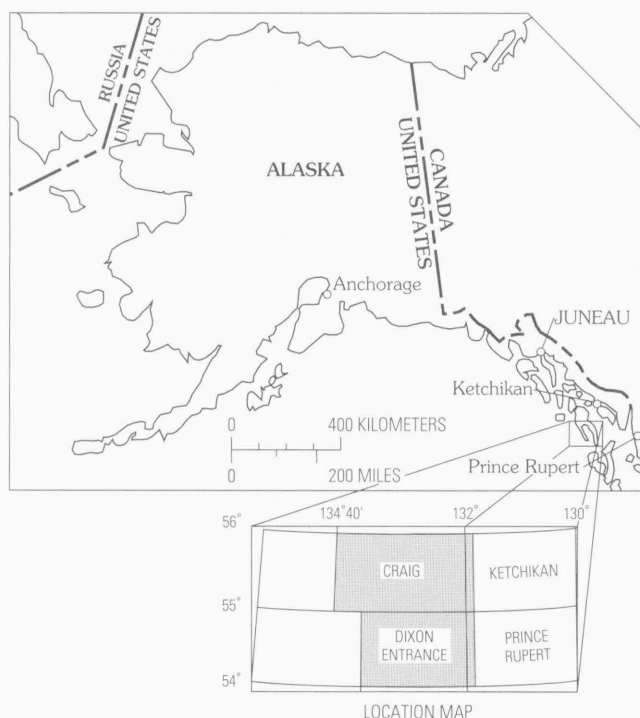 RUSSIA
UNITED STATES
ALASKA
CANADA
UNITED STATES
Anchorage
JUNEAU
Ketchikan
0 400 KILOMETERS
0 200 MILES
Prince Rupert
56° 134°40' 132° 130°
CRAIG KETCHIKAN
55°
DIXON PRINCE
ENTRANCE RUPERT
54°
LOCATION MAP